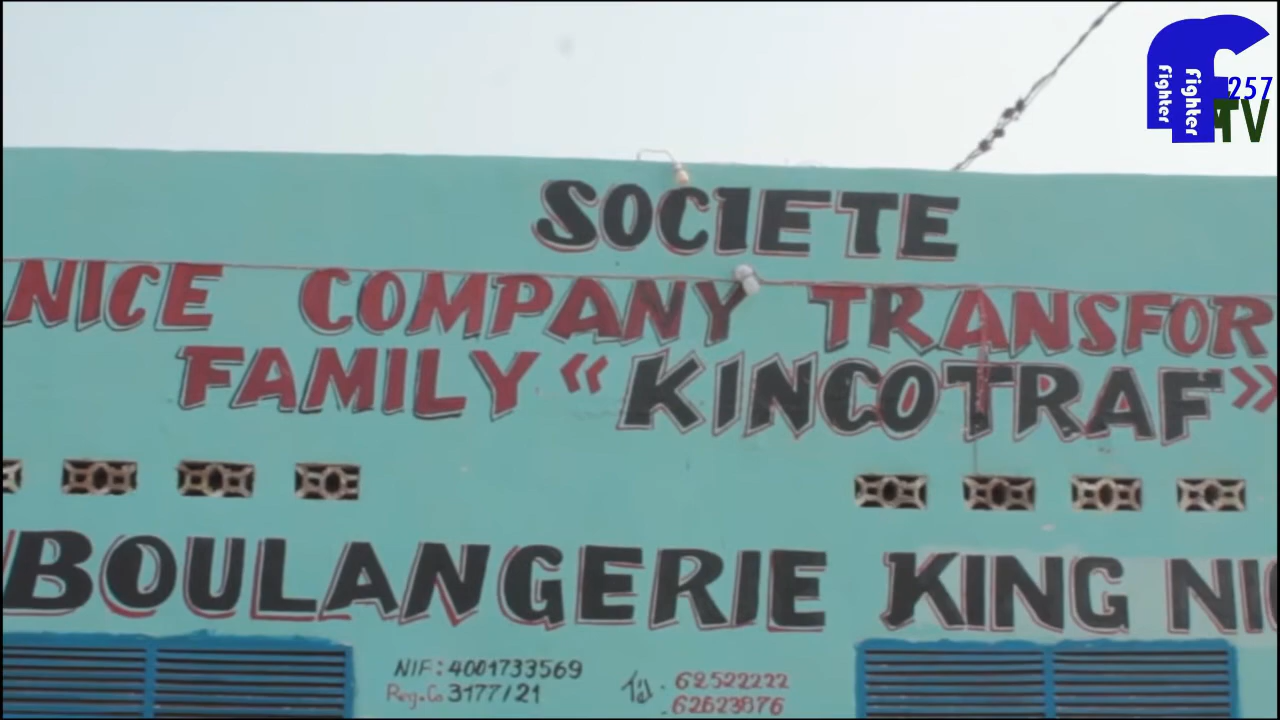 fighter
fighter
257
TV
SOCIETE
NICE COMPANY TRANSFOR
FAMILY “KINCOTRAF”
BOULANGERIE KING NIC
NIF: 4001733569
Reg.Co 3177/21
Tél. 62522222
62623876